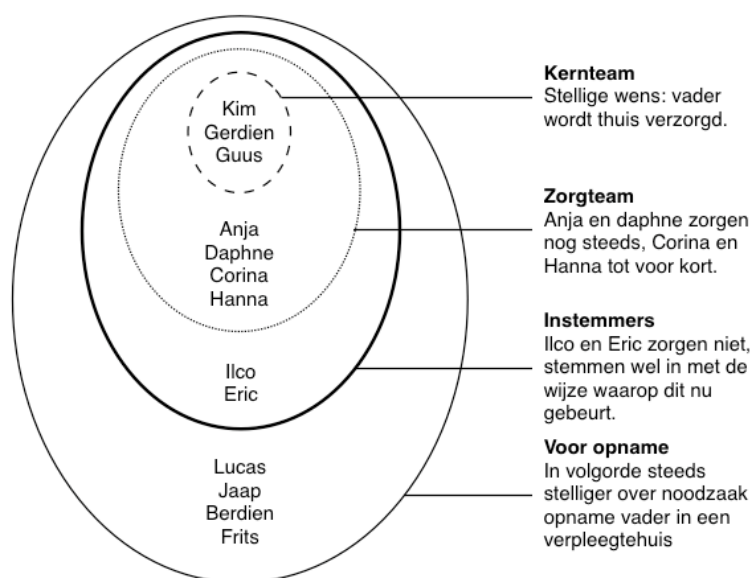 Kim
Gerdien
Guus
Anja
Daphne
Corina
Hanna
Ilco
Eric
Lucas
Jaap
Berdien
Frits
Kernteam
Stellige wens: vader
wordt thuis verzorgd.
Zorgteam
Anja en daphne zorgen
nog steeds, Corina en
Hanna tot voor kort.
Instemmers
Ilco en Eric zorgen niet,
stemmen wel in met de
wijze waarop dit nu
gebeurt.
Voor opname
In volgorde steeds
stelliger over noodzaak
opname vader in een
verpleegtehuis